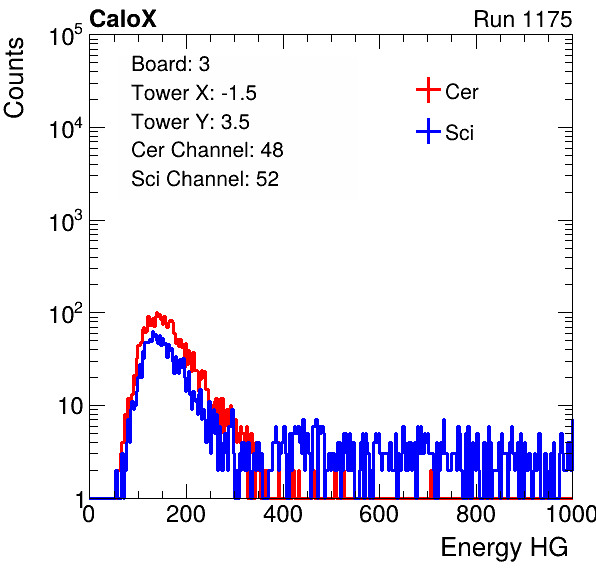 CaloX Run 1175
Counts
10^5
10^4
10^3
10^2
10
1
Board: 3
Tower X: -1.5
Tower Y: 3.5
Cer Channel: 48
Sci Channel: 52
Cer
Sci
0 200 400 600 800 1000
Energy HG